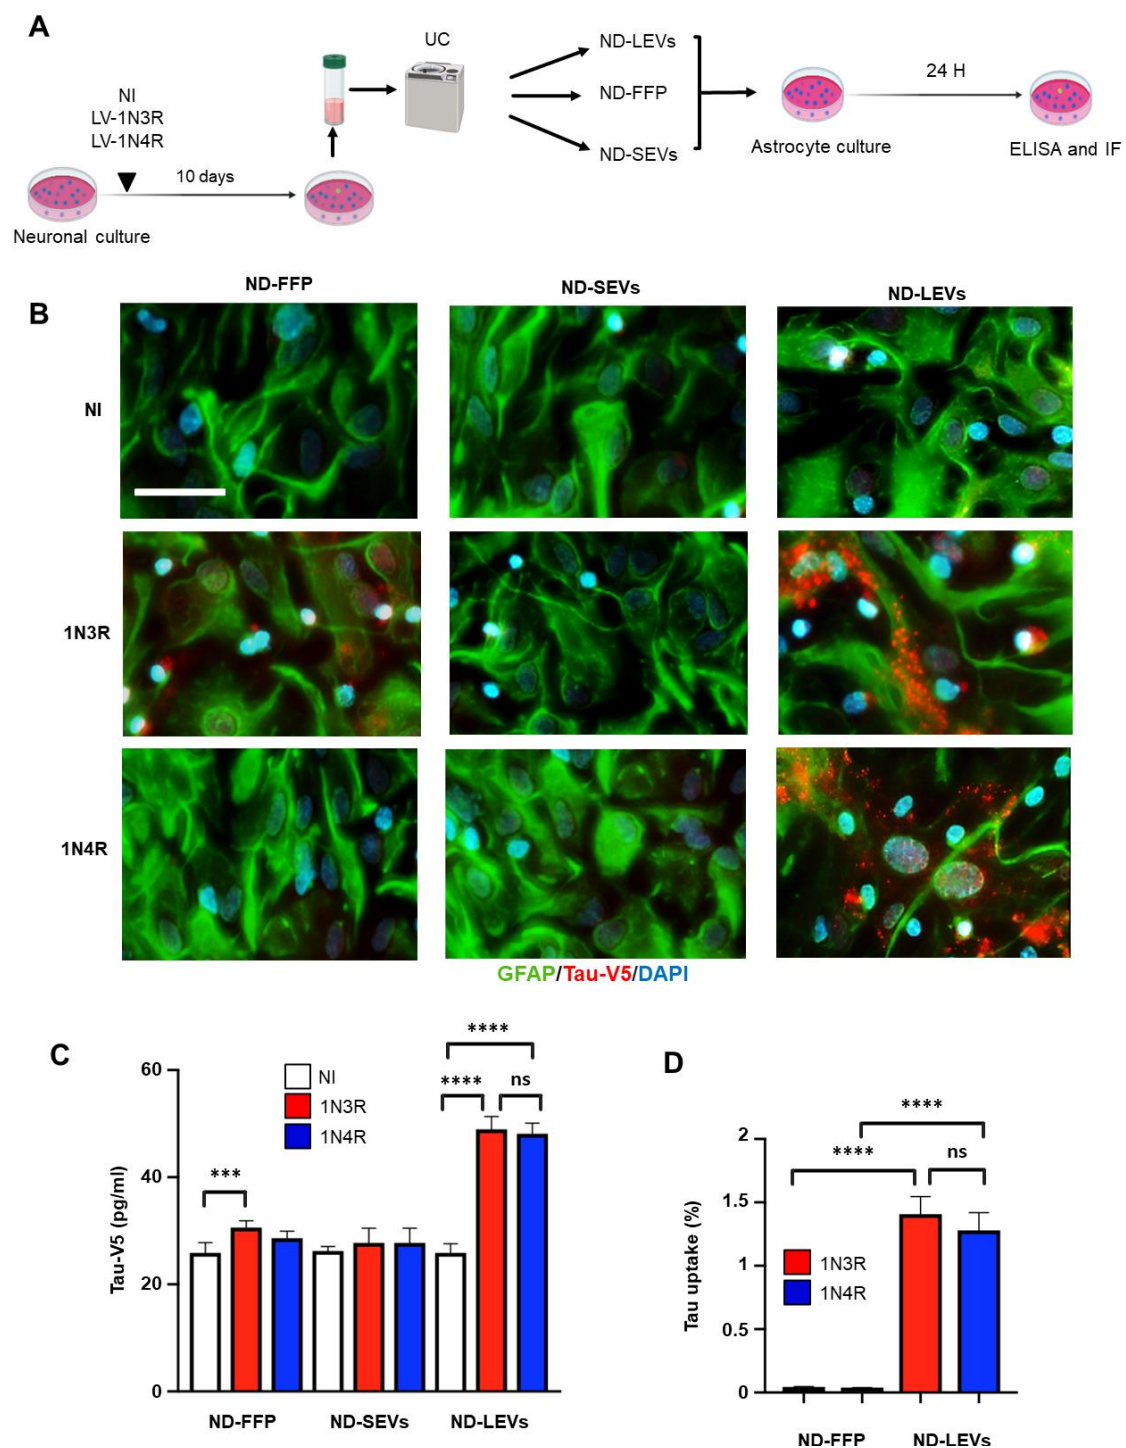 A
UC
NI
LV-1N3R
LV-1N4R
10 days
Neuronal culture
ND-LEVs
ND-FFP
ND-SEVs
24 H
Astrocyte culture
ELISA and IF
B
ND-FFP
ND-SEVs
ND-LEVs
NI
1N3R
1N4R
GFAP/Tau-V5/DAPI
C
Tau-V5 (pg/ml)
60
40
20
0
NI
1N3R
1N4R
***
****
****
ns
ND-FFP
ND-SEVs
ND-LEVs
D
Tau uptake (%)
2
1.5
1
0.5
0
****
****
ns
1N3R
1N4R
ND-FFP
ND-LEVs